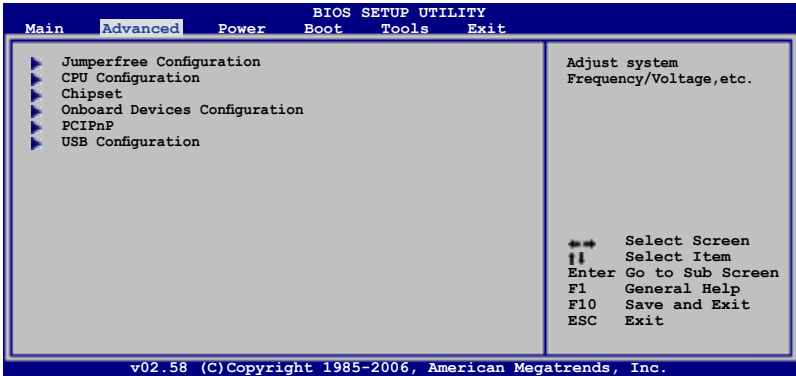 BIOS SETUP UTILITY
Main Advanced Power Boot Tools Exit
Jumperfree Configuration
CPU Configuration
Chipset
Onboard Devices Configuration
PCIPnP
USB Configuration
Adjust system
Frequency/Voltage,etc.
Select Screen
Select Item
Enter Go to Sub Screen
F1 General Help
F10 Save and Exit
ESC Exit
v02.58 (C)Copyright 1985-2006, American Megatrends, Inc.